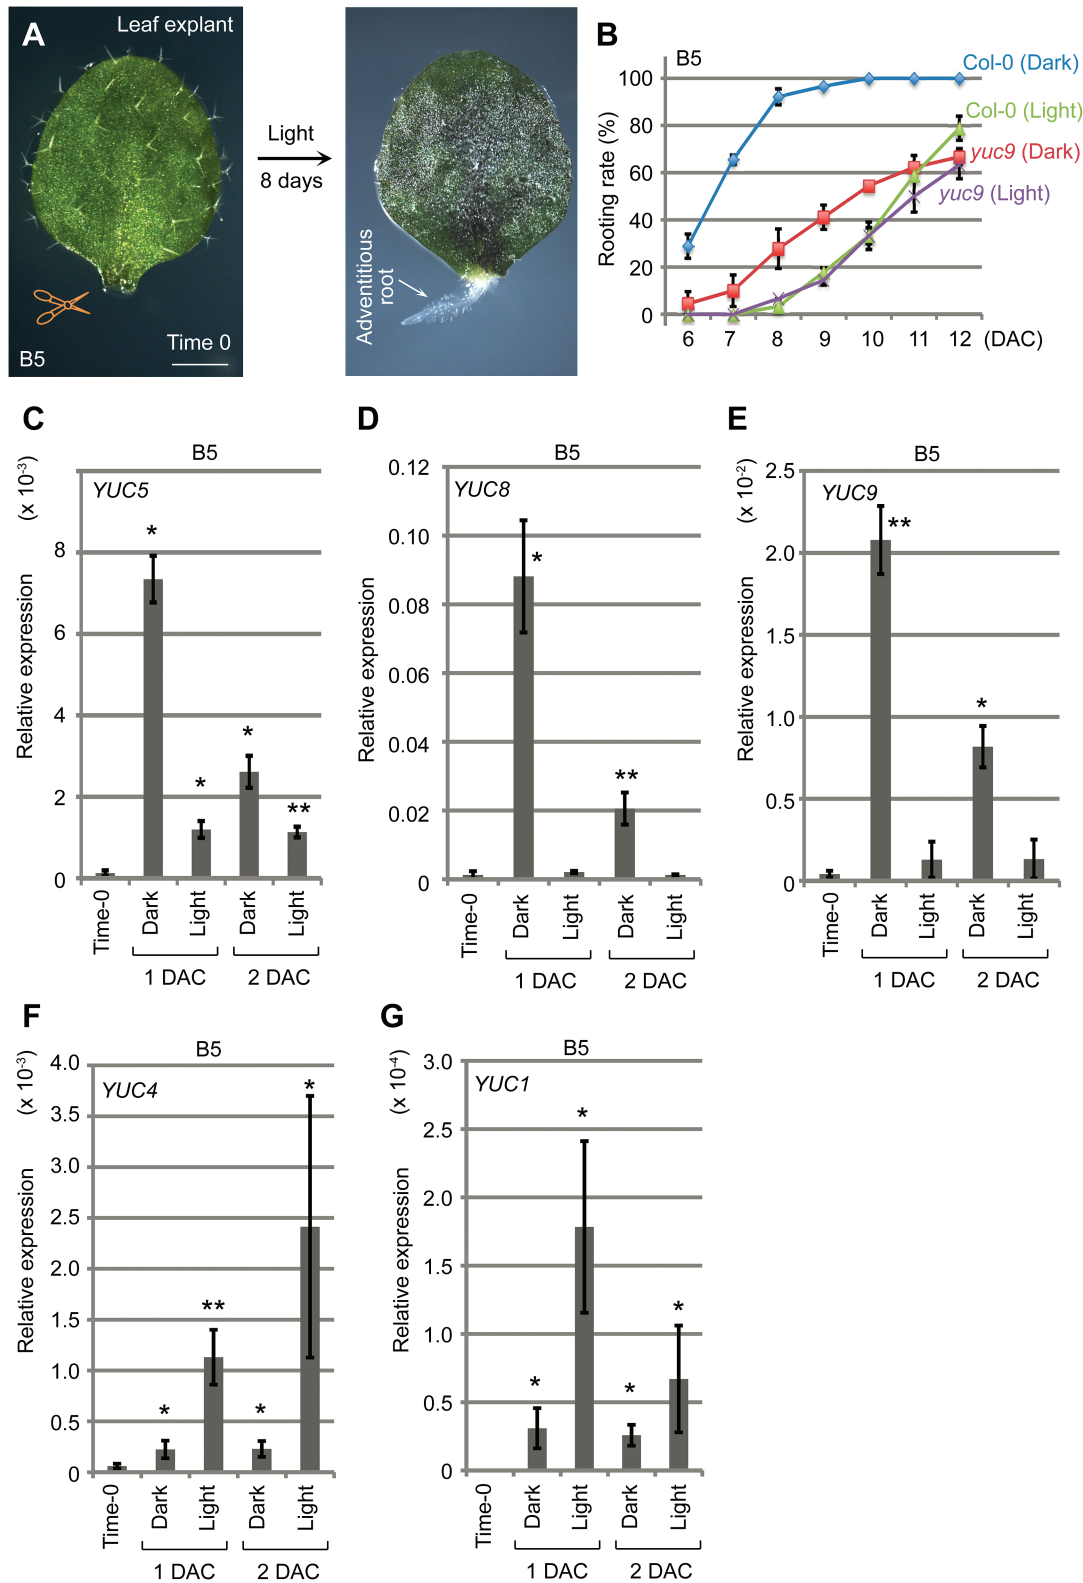 A
Leaf explant
Time 0
B5
Light
8 days
Adventitious
root
B
B5
Rooting rate (%)
100
80
60
40
20
0
6 7 8 9 10 11 12 (DAC)
Col-0 (Dark)
Col-0 (Light)
yuc9 (Dark)
yuc9 (Light)
C
B5
(x 10-3)
YUC5
Relative expression
8
6
4
2
0
*
*
*
**
Time-0 Dark Light Dark Light
1 DAC 2 DAC
D
B5
YUC8
Relative expression
0.12
0.10
0.08
0.06
0.04
0.02
0
*
**
Time-0 Dark Light Dark Light
1 DAC 2 DAC
E
B5
(x 10-2)
YUC9
Relative expression
2.5
2.0
1.5
1.0
0.5
0
**
*
Time-0 Dark Light Dark Light
1 DAC 2 DAC
F
B5
(x 10-3)
YUC4
Relative expression
4.0
3.5
3.0
2.5
2.0
1.5
1.0
0.5
0
*
**
*
*
Time-0 Dark Light Dark Light
1 DAC 2 DAC
G
B5
(x 10-4)
YUC1
Relative expression
3.0
2.5
2.0
1.5
1.0
0.5
0
*
*
*
*
Time-0 Dark Light Dark Light
1 DAC 2 DAC